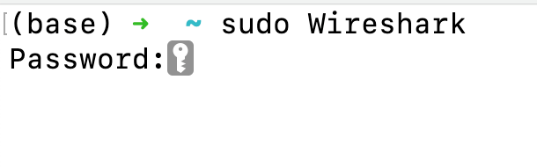 (base) → ~ sudo Wireshark
Password: